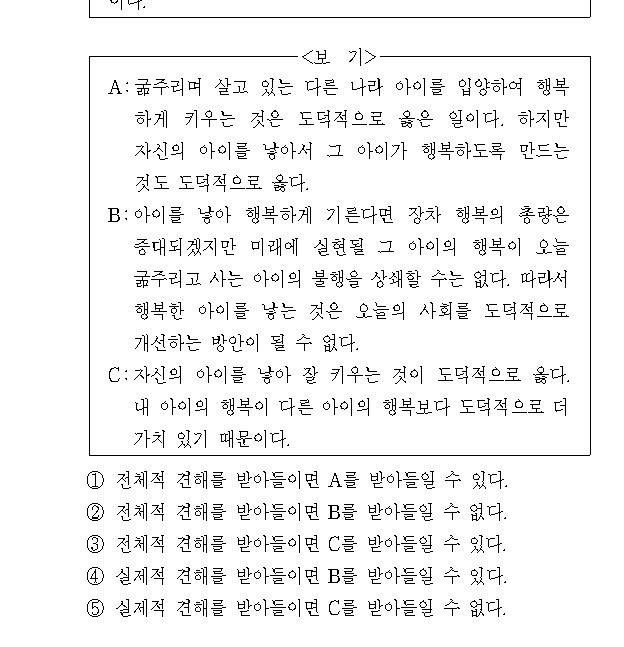 이다.
<보 기>
A: 굶주리며 살고 있는 다른 나라 아이를 입양하여 행복
하게 키우는 것은 도덕적으로 옳은 일이다. 하지만
자신의 아이를 낳아서 그 아이가 행복하도록 만드는
것도 도덕적으로 옳다.
B: 아이를 낳아 행복하게 기른다면 장차 행복의 총량은
증대되겠지만 미래에 실현될 그 아이의 행복이 오늘
굶주리고 사는 아이의 불행을 상쇄할 수는 없다. 따라서
행복한 아이를 낳는 것은 오늘의 사회를 도덕적으로
개선하는 방안이 될 수 없다.
C: 자신의 아이를 낳아 잘 키우는 것이 도덕적으로 옳다.
내 아이의 행복이 다른 아이의 행복보다 도덕적으로 더
가치 있기 때문이다.
① 전체적 견해를 받아들이면 A를 받아들일 수 있다.
② 전체적 견해를 받아들이면 B를 받아들일 수 없다.
③ 전체적 견해를 받아들이면 C를 받아들일 수 있다.
④ 실제적 견해를 받아들이면 B를 받아들일 수 있다.
⑤ 실제적 견해를 받아들이면 C를 받아들일 수 없다.